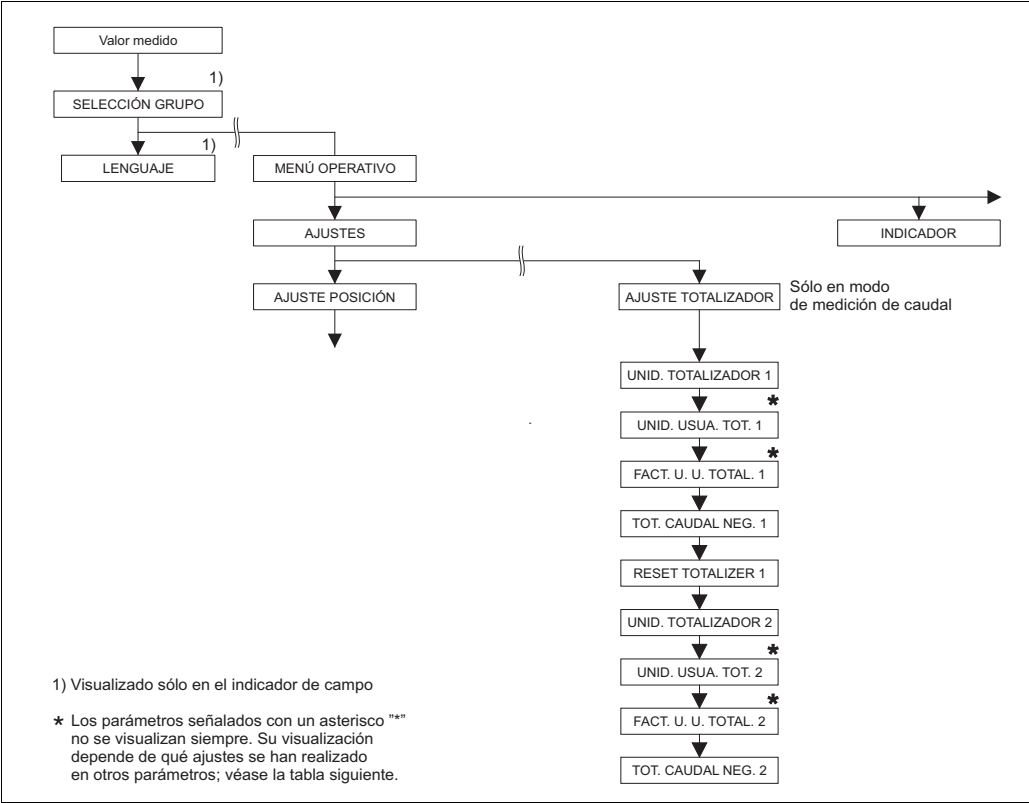 Valor medido
1)
SELECCIÓN GRUPO
1)
LENGUAJE
MENÚ OPERATIVO
AJUSTES
INDICADOR
AJUSTE POSICIÓN
AJUSTE TOTALIZADOR
Sólo en modo
de medición de caudal
UNID. TOTALIZADOR 1
*
UNID. USUA. TOT. 1
*
FACT. U. U. TOTAL. 1
TOT. CAUDAL NEG. 1
RESET TOTALIZER 1
UNID. TOTALIZADOR 2
*
UNID. USUA. TOT. 2
*
FACT. U. U. TOTAL. 2
TOT. CAUDAL NEG. 2
1) Visualizado sólo en el indicador de campo
* Los parámetros señalados con un asterisco "*"
no se visualizan siempre. Su visualización
depende de qué ajustes se han realizado
en otros parámetros; véase la tabla siguiente.